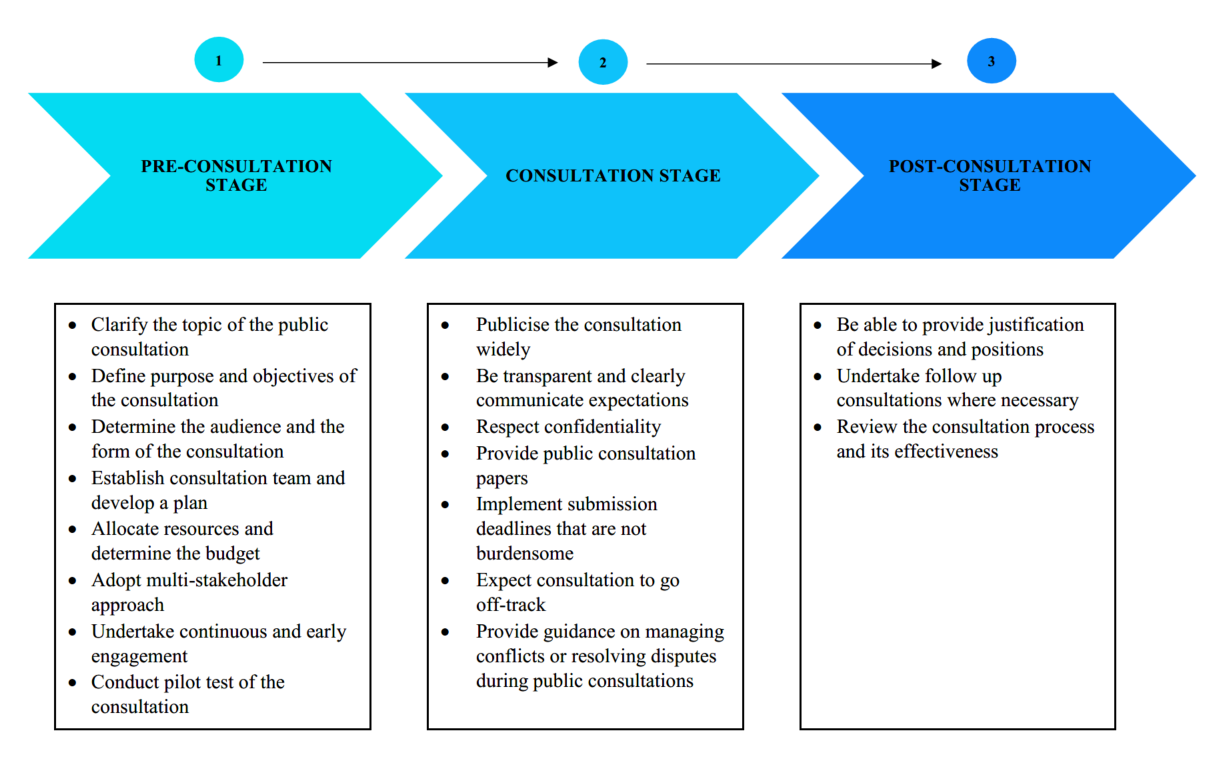 1
2
3
PRE-CONSULTATION
STAGE
CONSULTATION STAGE
POST-CONSULTATION
STAGE
• Clarify the topic of the public
consultation
• Define purpose and objectives of
the consultation
• Determine the audience and the
form of the consultation
• Establish consultation team and
develop a plan
• Allocate resources and
determine the budget
• Adopt multi-stakeholder
approach
• Undertake continuous and early
engagement
• Conduct pilot test of the
consultation
• Publicise the consultation
widely
• Be transparent and clearly
communicate expectations
• Respect confidentiality
• Provide public consultation
papers
• Implement submission
deadlines that are not
burdensome
• Expect consultation to go
off-track
• Provide guidance on managing
conflicts or resolving disputes
during public consultations
• Be able to provide justification
of decisions and positions
• Undertake follow up
consultations where necessary
• Review the consultation process
and its effectiveness